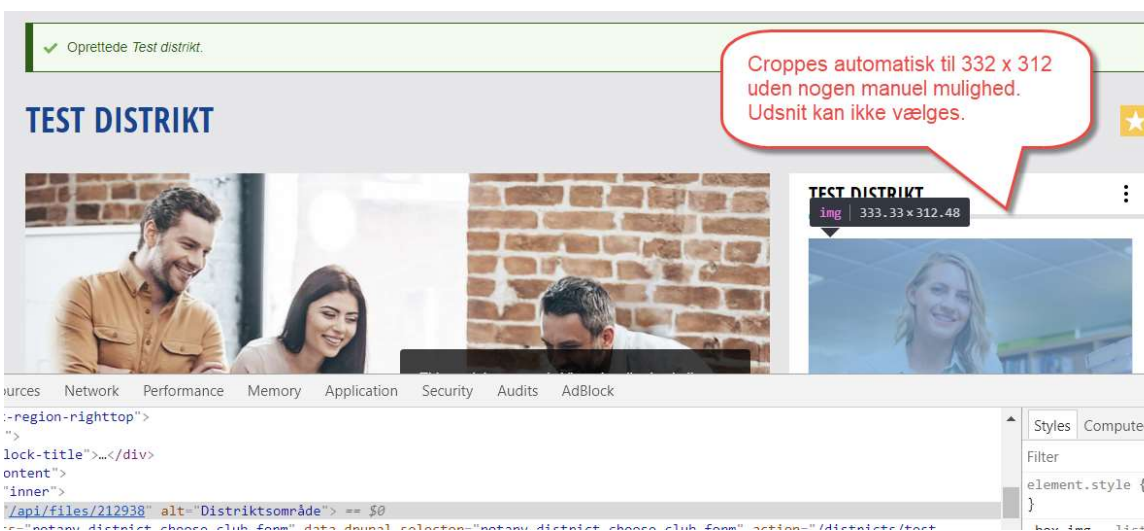 Oprettede Test distrikt.
Croppes automatisk til 332 x 312
uden nogen manuel mulighed.
Udsnit kan ikke vælges.
TEST DISTRIKT
TEST DISTRIKT
img 333.33×312.48
ources Network Performance Memory Application Security Audits AdBlock
:-region-righttop">
">
lock-title">…</div>
ontent">
"inner">
"/api/files/212938" alt="Distriktsområde"> == $0
Styles Compute
Filter
element.style {
}